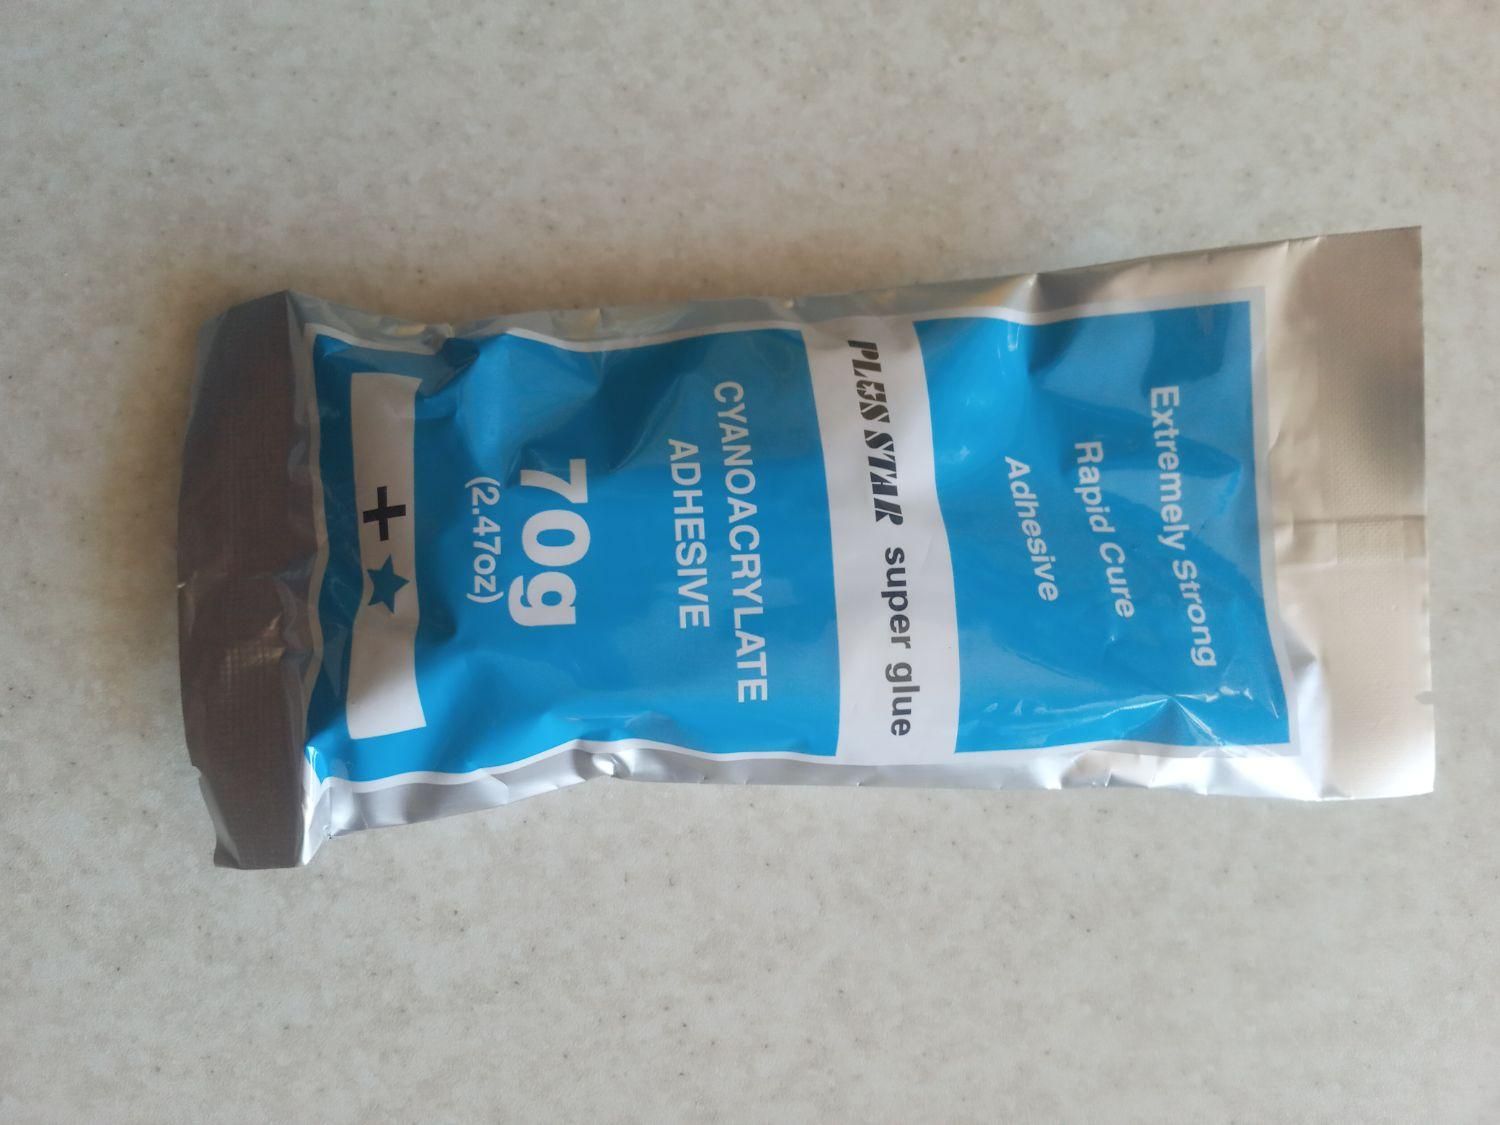 Extremely Strong
Rapid Cure
Adhesive
PLUS STAR super glue
CYANOACRYLATE
ADHESIVE
70g
(2.47oz)